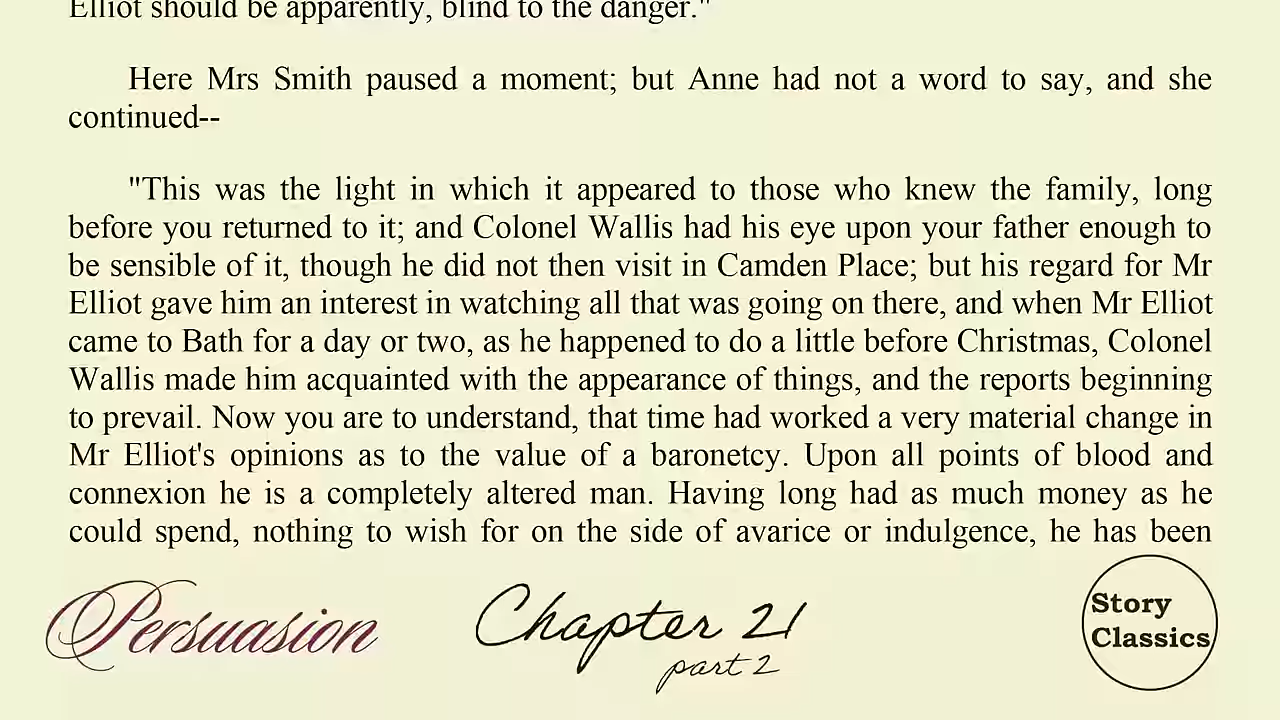 Elliot should be apparently, blind to the danger."
Here Mrs Smith paused a moment; but Anne had not a word to say, and she
continued--
"This was the light in which it appeared to those who knew the family, long
before you returned to it; and Colonel Wallis had his eye upon your father enough to
be sensible of it, though he did not then visit in Camden Place; but his regard for Mr
Elliot gave him an interest in watching all that was going on there, and when Mr Elliot
came to Bath for a day or two, as he happened to do a little before Christmas, Colonel
Wallis made him acquainted with the appearance of things, and the reports beginning
to prevail. Now you are to understand, that time had worked a very material change in
Mr Elliot's opinions as to the value of a baronetcy. Upon all points of blood and
connexion he is a completely altered man. Having long had as much money as he
could spend, nothing to wish for on the side of avarice or indulgence, he has been
Persuasion
Chapter 21
part 2
Story
Classics